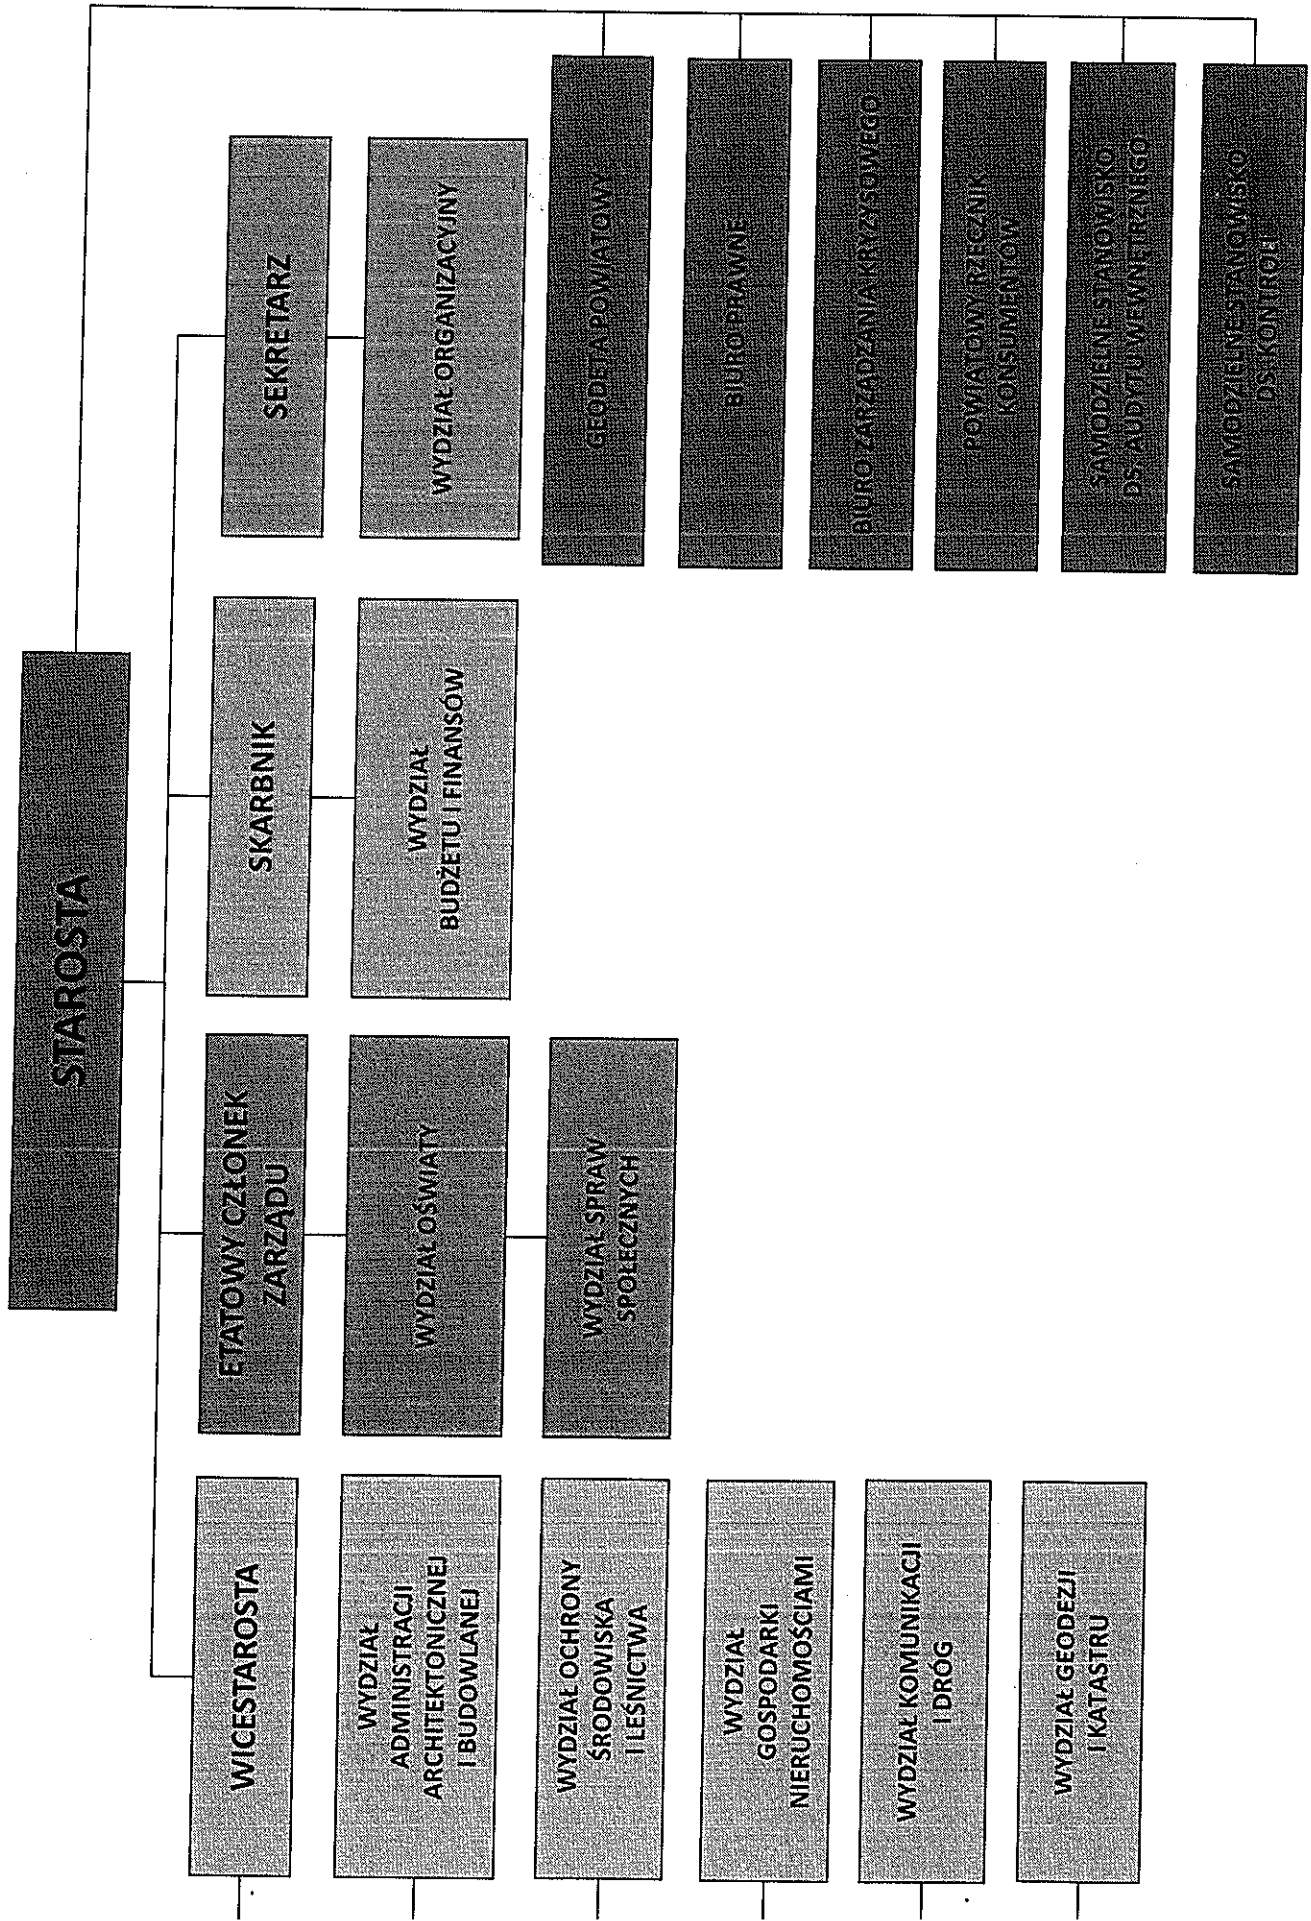 STAROSTA
WICESTAROSTA
ETATOWY CZŁONEK
ZARZĄDU
SKARBNIK
SEKRETARZ
WYDZIAŁ
ADMINISTRACJI
ARCHITEKTONICZNEJ
I BUDOWLANEJ
WYDZIAŁ OŚWIATY
WYDZIAŁ
BUDŻETU I FINANSÓW
WYDZIAŁ ORGANIZACYJNY
WYDZIAŁ OCHRONY
ŚRODOWISKA
I LEŚNICTWA
WYDZIAŁ SPRAW
SPOŁECZNYCH
GEODETA POWIATOWY
WYDZIAŁ
GOSPODARKI
NIERUCHOMOŚCIAMI
BIURO PRAWNE
WYDZIAŁ KOMUNIKACJI
I DRÓG
BIURO ZARZĄDZANIA KRYZYSOWEGO
WYDZIAŁ GEODEZJI
I KATASTRU
POWIATOWY RZECZNIK
KONSUMENTÓW
SAMODZIELNE STANOWISKO
DS. AUDYTU WEWNĘTRZNEGO
SAMODZIELNE STANOWISKO
DS. KONTROLI